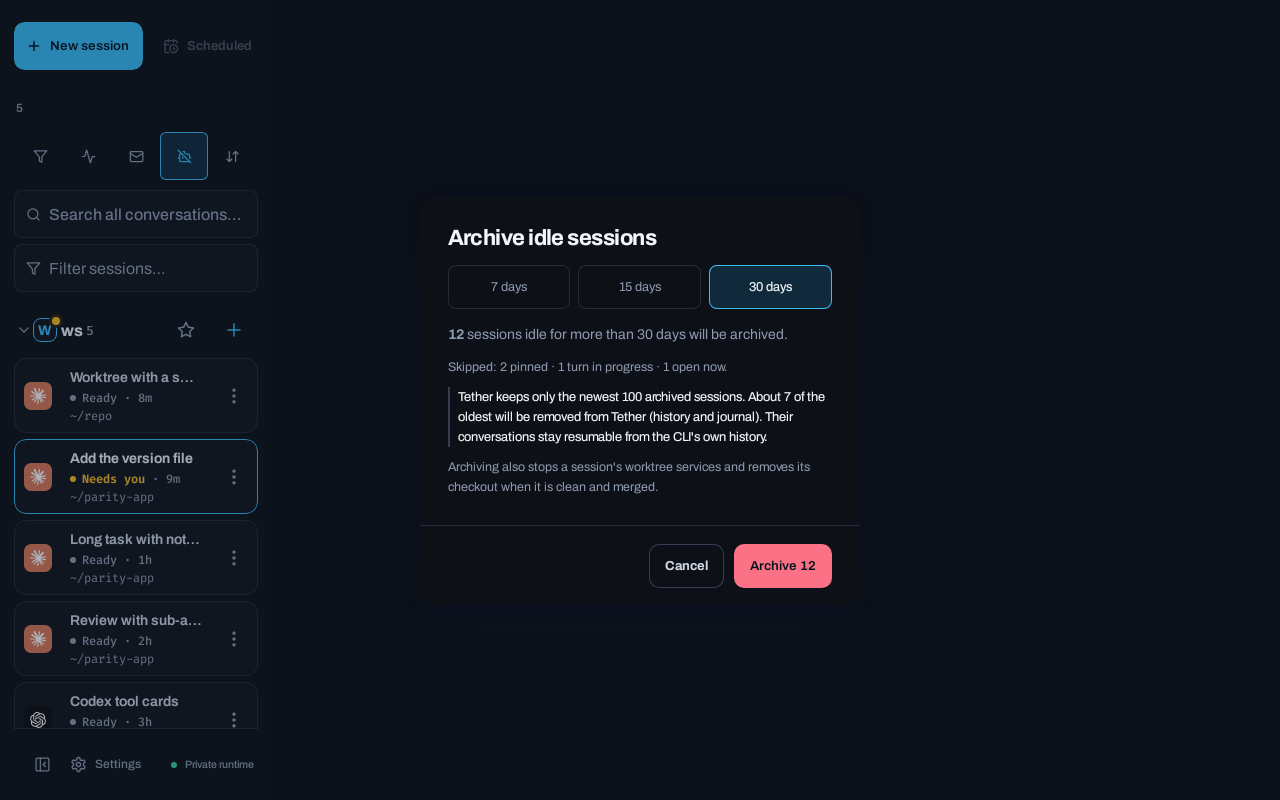 New session
Scheduled
5
Search all conversations...
Filter sessions...
W ws 5
Worktree with a s...
Ready · 8m
~/repo
Add the version file
Needs you · 9m
~/parity-app
Long task with not...
Ready · 1h
~/parity-app
Review with sub-a...
Ready · 2h
~/parity-app
Codex tool cards
Ready · 3h
Settings
Private runtime
Archive idle sessions
7 days
15 days
30 days
12 sessions idle for more than 30 days will be archived.
Skipped: 2 pinned · 1 turn in progress · 1 open now.
Tether keeps only the newest 100 archived sessions. About 7 of the
oldest will be removed from Tether (history and journal). Their
conversations stay resumable from the CLI's own history.
Archiving also stops a session's worktree services and removes its
checkout when it is clean and merged.
Cancel
Archive 12